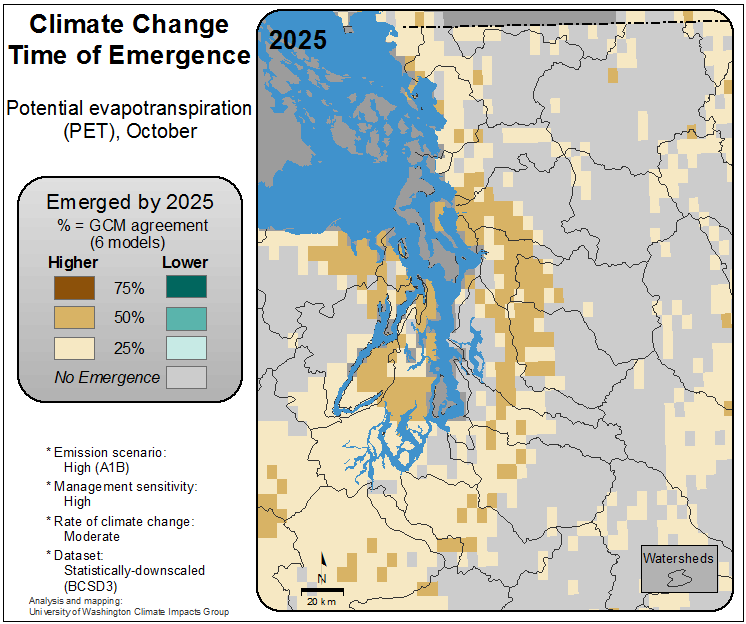 Climate Change
Time of Emergence
Potential evapotranspiration
(PET), October
Emerged by 2025
% = GCM agreement
(6 models)
Higher Lower
75%
50%
25%
No Emergence
* Emission scenario:
High (A1B)
* Management sensitivity:
High
* Rate of climate change:
Moderate
* Dataset:
Statistically-downscaled
(BCSD3)
Analysis and mapping:
University of Washington Climate Impacts Group
2025
N
20 km
Watersheds